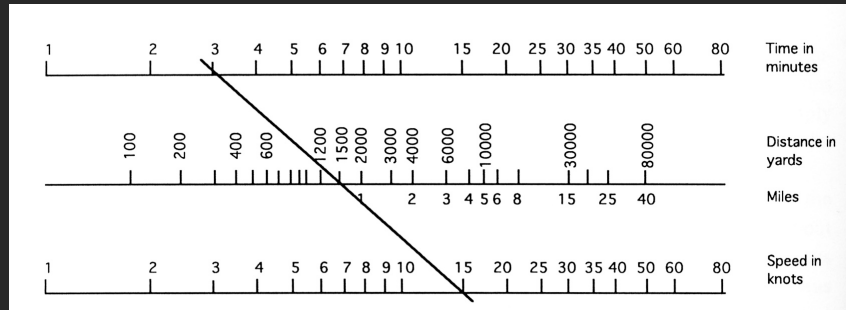 1 2 3 4 5 6 7 8 9 10 15 20 25 30 35 40 50 60 80 Time in
minutes
100 200 400 600 1200 1500 2000 3000 4000 6000 10000 30000 80000 Distance in
yards
1 2 3 4 5 6 8 15 25 40 Miles
1 2 3 4 5 6 7 8 9 10 15 20 25 30 35 40 50 60 80 Speed in
knots